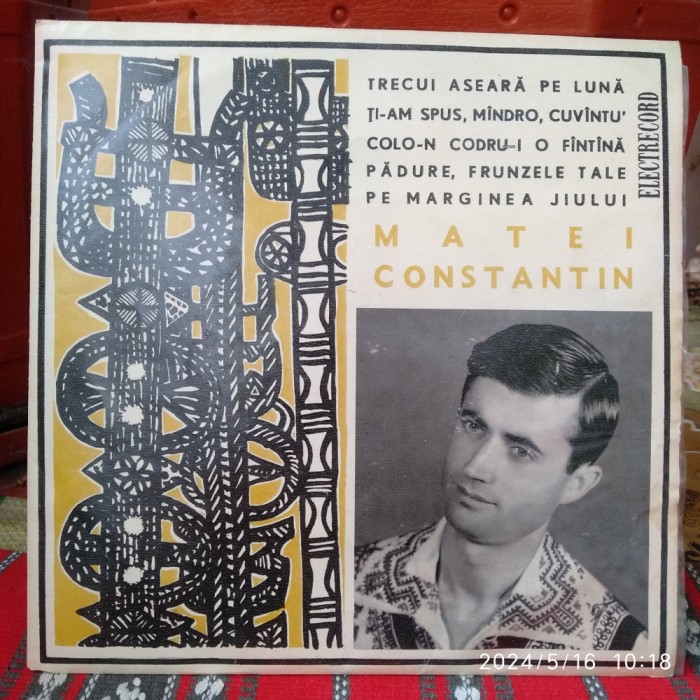 TRECUI ASEARĂ PE LUNĂ
ȚI-AM SPUS, MÎNDRO, CUVÎNTU'
COLO-N CODRU-I O FÎNTÎNĂ
PĂDURE, FRUNZELE TALE
PE MARGINEA JIULUI
ELECTRECORD
MATEI
CONSTANTIN
2024/5/16 10:18